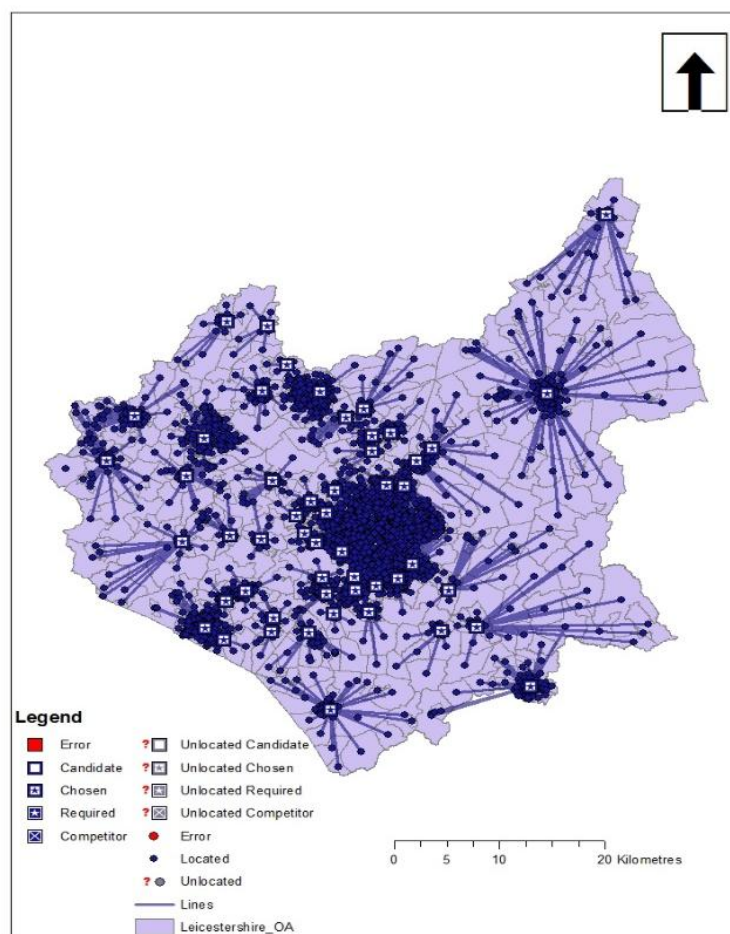 Legend
Error
Candidate
Chosen
Required
Competitor
? Unlocated Candidate
? Unlocated Chosen
? Unlocated Required
? Unlocated Competitor
Error
Located
? Unlocated
Lines
Leicestershire_OA
0 5 10 20 Kilometres